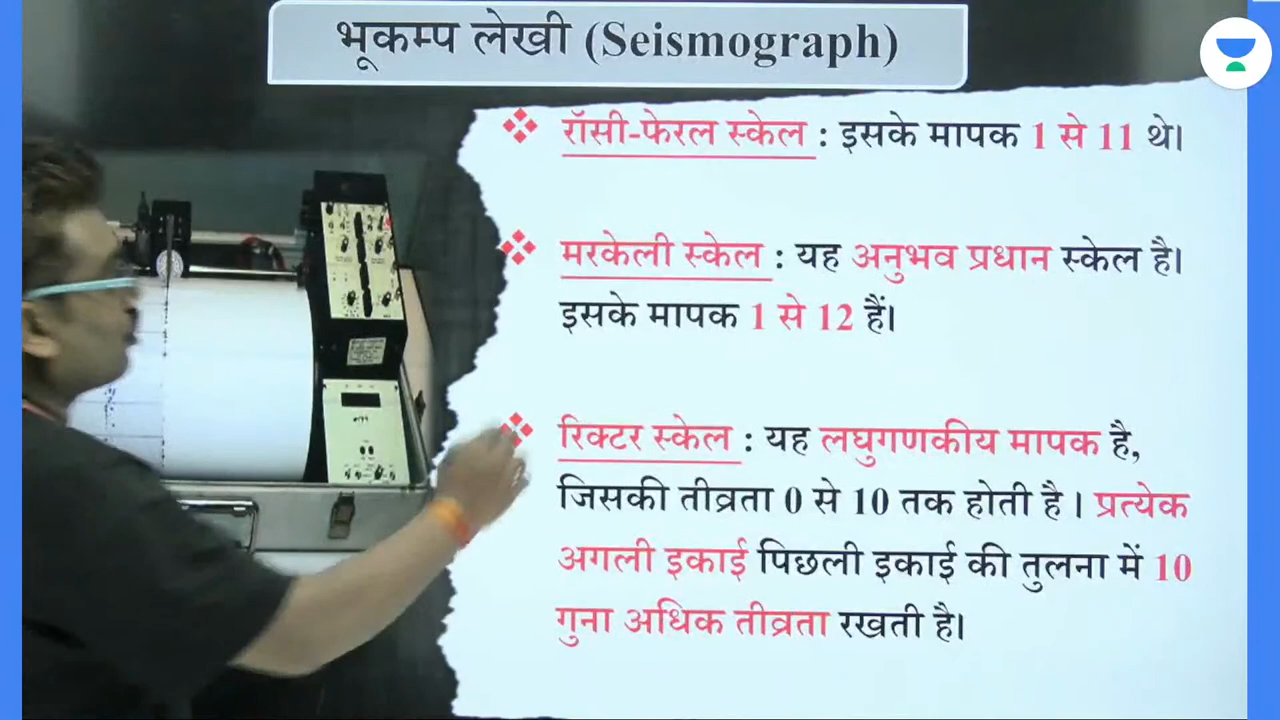 भूकम्प लेखी (Seismograph)
रॉसी-फेरल स्केल : इसके मापक 1 से 11 थे।
मरकेली स्केल : यह अनुभव प्रधान स्केल है।
इसके मापक 1 से 12 हैं।
रिक्टर स्केल : यह लघुगणकीय मापक है,
जिसकी तीव्रता 0 से 10 तक होती है ।  प्रत्येक
अगली इकाई पिछली इकाई की तुलना में 10
गुना अधिक तीव्रता रखती है।